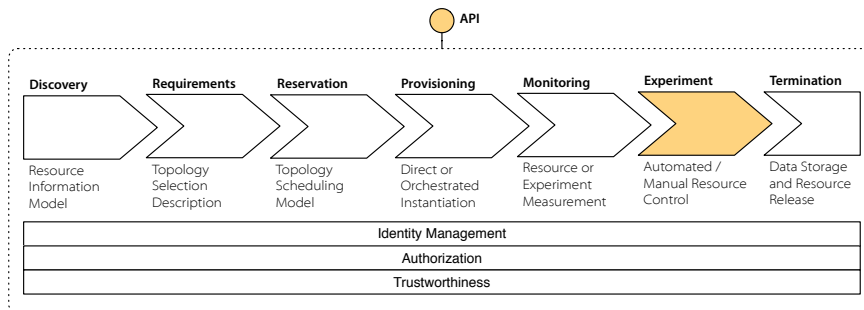 API
Discovery
Requirements
Reservation
Provisioning
Monitoring
Experiment
Termination
Resource
Information
Model
Topology
Selection
Description
Topology
Scheduling
Model
Direct or
Orchestrated
Instantiation
Resource or
Experiment
Measurement
Automated /
Manual Resource
Control
Data Storage
and Resource
Release
Identity Management
Authorization
Trustworthiness